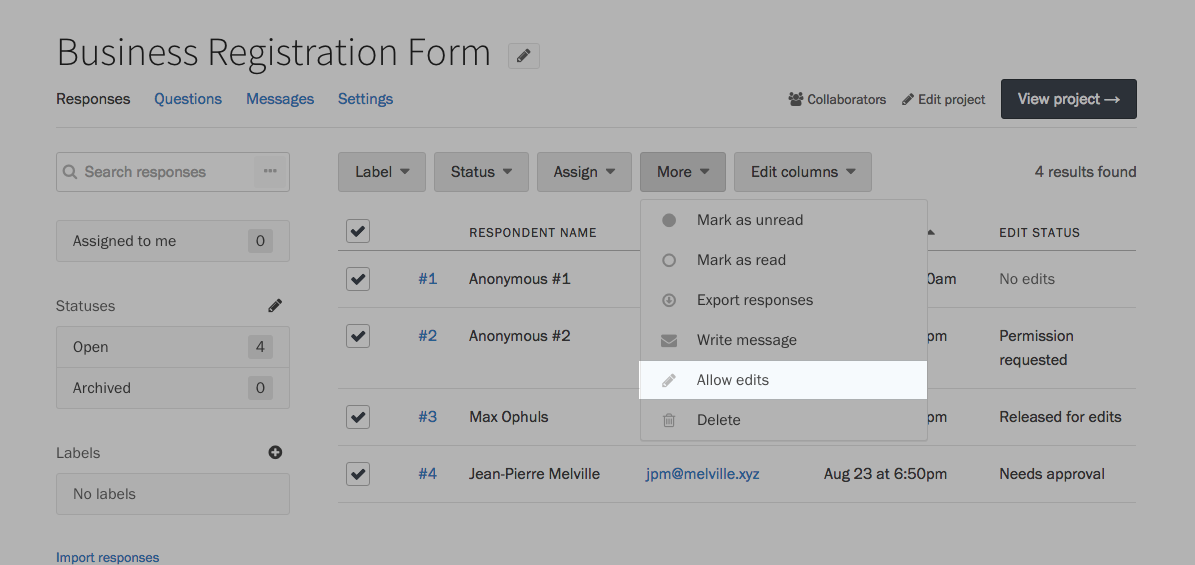 Business Registration Form
Responses Questions Messages Settings
Collaborators Edit project View project →
Search responses ...
Label Status Assign More Edit columns
4 results found
Assigned to me 0
Statuses
Open 4
Archived 0
Labels
No labels
Import responses
RESPONDENT NAME EDIT STATUS
#1 Anonymous #1 0am No edits
#2 Anonymous #2 pm Permission
requested
#3 Max Ophuls pm Released for edits
#4 Jean-Pierre Melville jpm@melville.xyz Aug 23 at 6:50pm Needs approval
Mark as unread
Mark as read
Export responses
Write message
Allow edits
Delete